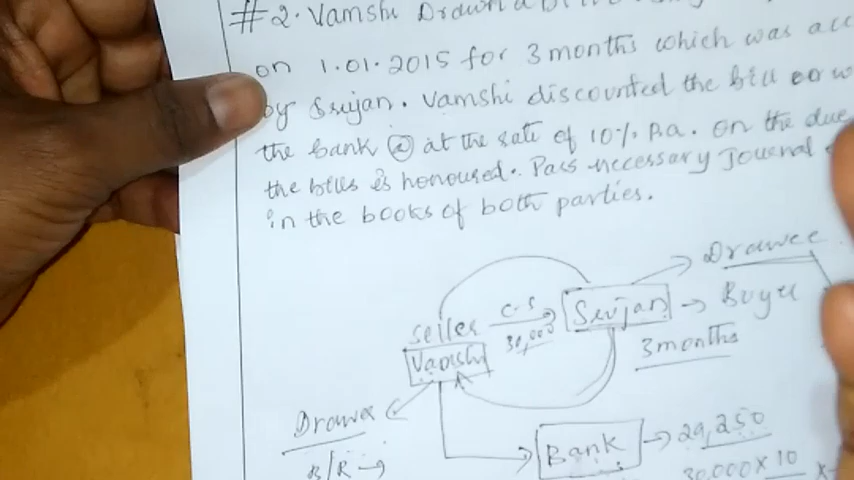 #2. Vamshi Drawn a
on 1.01.2015 for 3 months which was acc
by Srujan. Vamshi discounted the bill
the bank @ at the rate of 10% P.a. on the due
the bills is honoured. Pass necessary Journal
in the books of both parties.
Drawee
seller C.S Srujan → Buyer
30,000
Vamshi 3 months
Drawer
B/R → Bank → 29,250
30,000 × 10